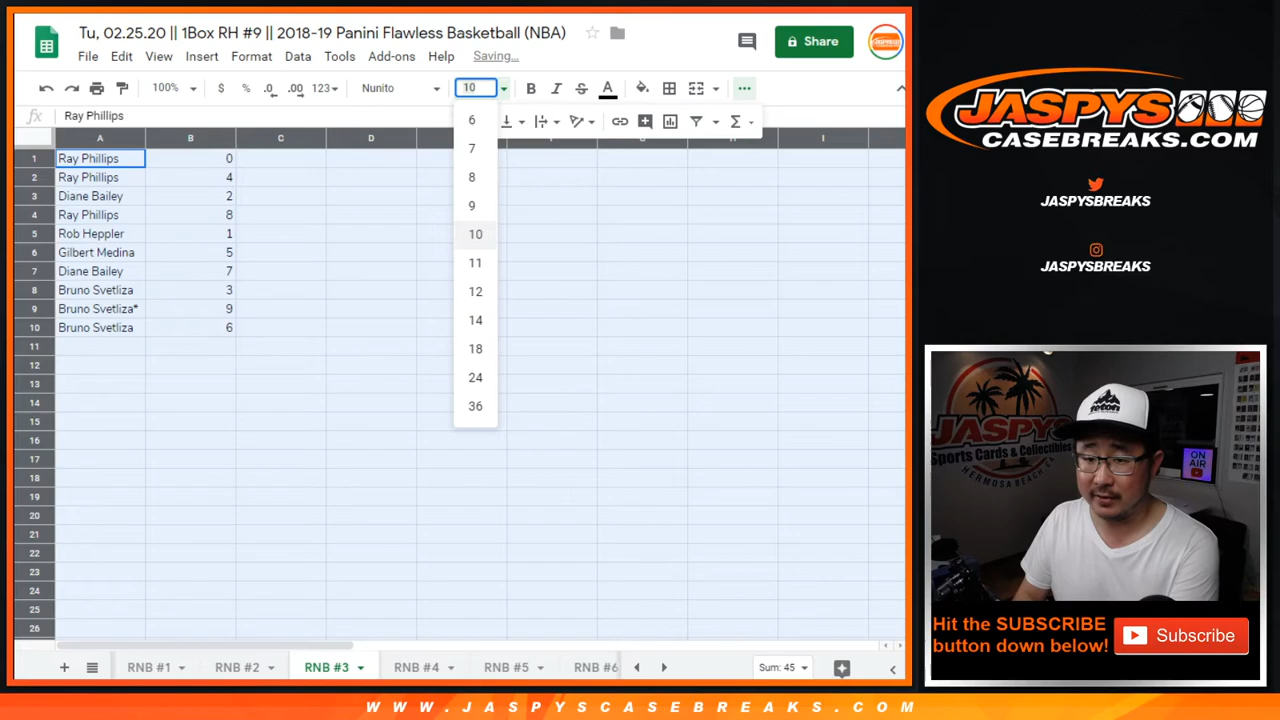 Tu, 02.25.20 || 1Box RH #9 || 2018-19 Panini Flawless Basketball (NBA)
File Edit View Insert Format Data Tools Add-ons Help Saving...
Share
100% $ % .0 .00 123 Nunito 10 B I S A
fx Ray Phillips
A B C D I
1 Ray Phillips 0
2 Ray Phillips 4
3 Diane Bailey 2
4 Ray Phillips 8
5 Rob Heppler 1
6 Gilbert Medina 5
7 Diane Bailey 7
8 Bruno Svetliza 3
9 Bruno Svetliza* 9
10 Bruno Svetliza 6
11
12
13
14
15
16
17
18
19
20
21
22
23
24
25
26
6
7
8
9
10
11
12
14
18
24
36
RNB #1 RNB #2 RNB #3 RNB #4 RNB #5 RNB #6
Sum: 45
JASPYS
CASEBREAKS.COM
JASPYSBREAKS
JASPYSBREAKS
JASPYS
Sports Cards & Collectibles
HERMOSA BEACH, CA
TETON
ON AIR
Hit the SUBSCRIBE
button down below!
Subscribe
WWW.JASPYSCASEBREAKS.COM